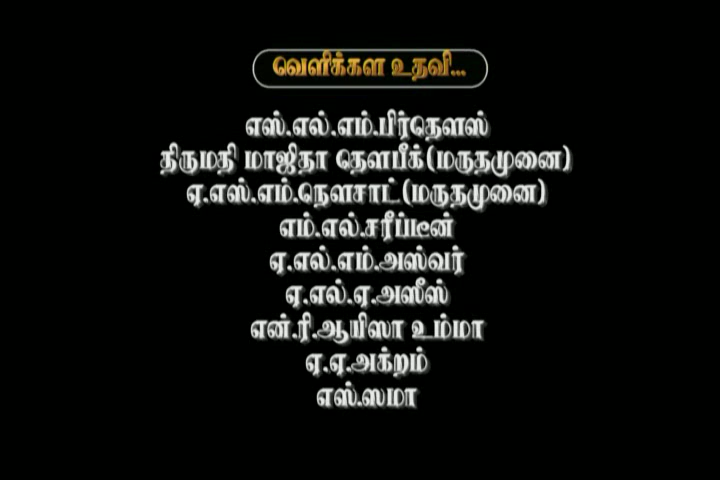 வெளிக்கள உதவி...
எஸ்.எல்.எம்.பிர்தௌஸ்
திருமதி மாஜிதா தௌபீக்(மருதமுனை)
ஏ.எஸ்.எம்.நௌசாட்(மருதமுனை)
எம்.எல்.சரீப்டீன்
ஏ.எல்.எம்.அஸ்வர்
ஏ.எல்.ஏ.அஸீஸ்
என்.ரி.ஆயிஸா உம்மா
ஏ.ஏ.அக்றம்
எஸ்.ஸமா